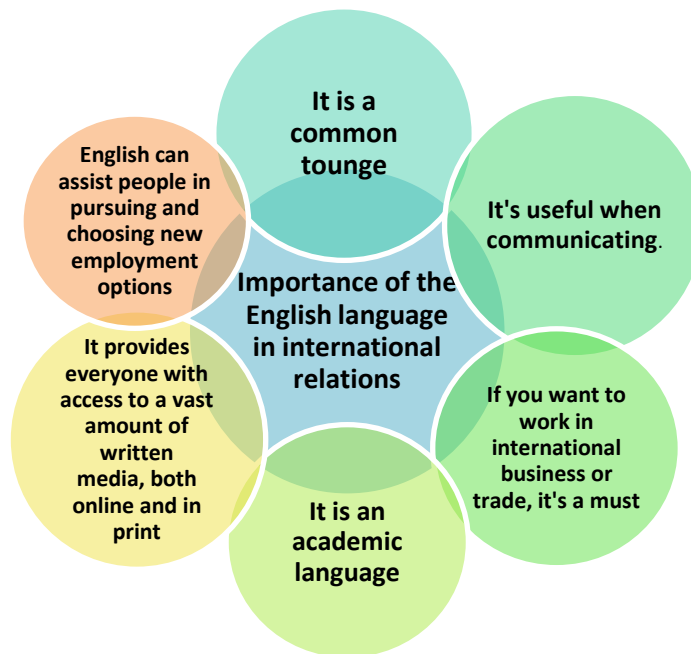 It is a
common
tounge
It's useful when
communicating.
If you want to
work in
international
business or
trade, it's a must
It is an
academic
language
It provides
everyone with
access to a vast
amount of
written
media, both
online and in
print
English can
assist people in
pursuing and
choosing new
employment
options
Importance of the
English language
in international
relations